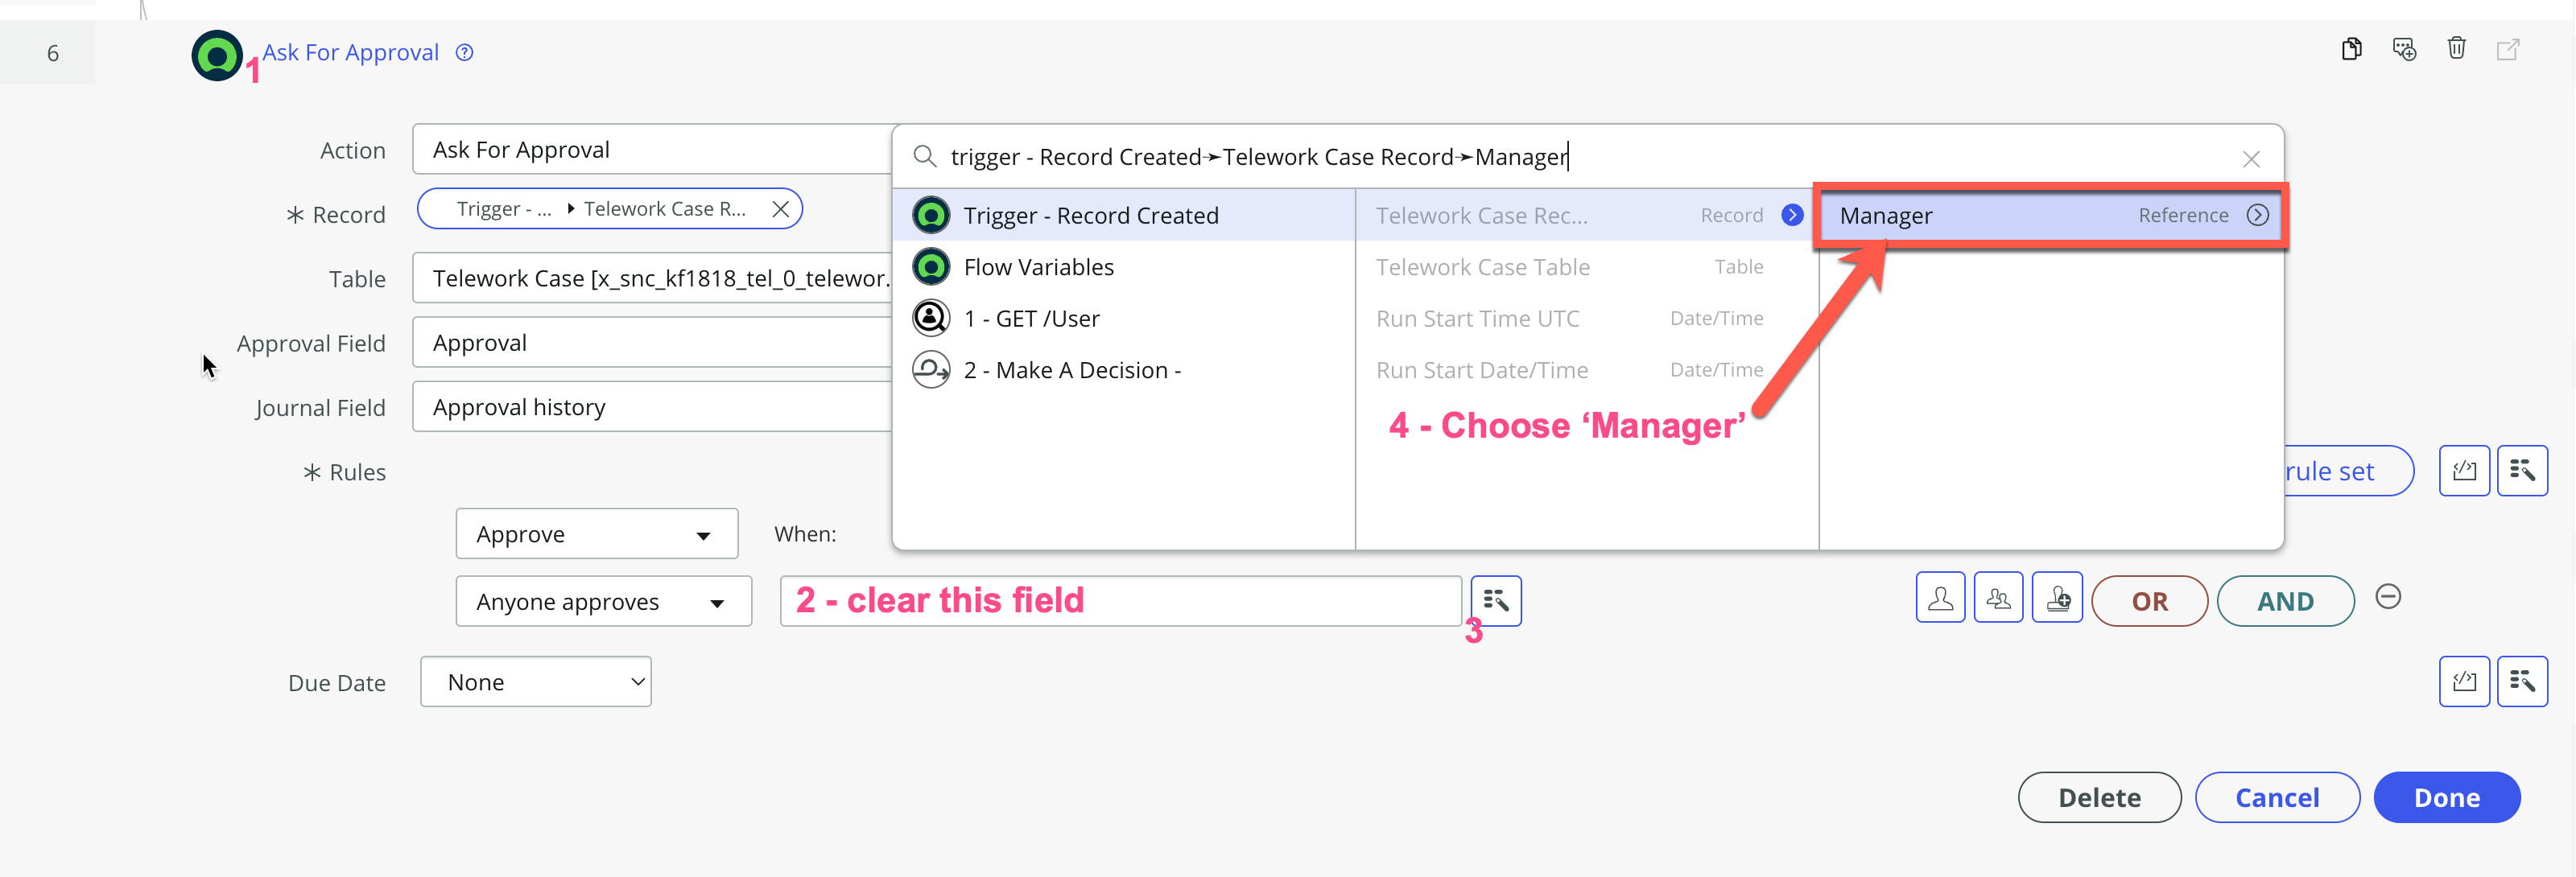 6
1 Ask For Approval
Action Ask For Approval
trigger - Record Created➛Telework Case Record➛Manager
* Record Trigger - ... ▸ Telework Case R...
Trigger - Record Created
Telework Case Rec... Record
Manager Reference
Flow Variables
Telework Case Table Table
Table Telework Case [x_snc_kf1818_tel_0_telewor.
1 - GET /User
Run Start Time UTC Date/Time
Approval Field Approval
2 - Make A Decision -
Run Start Date/Time Date/Time
Journal Field Approval history
4 - Choose ‘Manager’
* Rules
rule set
Approve When:
Anyone approves 2 - clear this field
3
OR AND
Due Date None
Delete Cancel Done